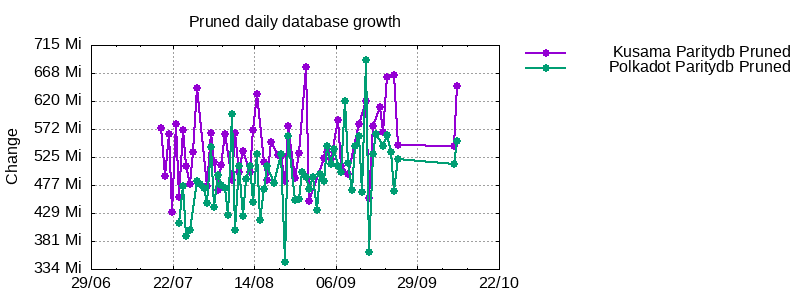 Pruned daily database growth
715 Mi
668 Mi
620 Mi
572 Mi
525 Mi
477 Mi
429 Mi
381 Mi
334 Mi
Change
29/06 22/07 14/08 06/09 29/09 22/10
Kusama Paritydb Pruned
Polkadot Paritydb Pruned